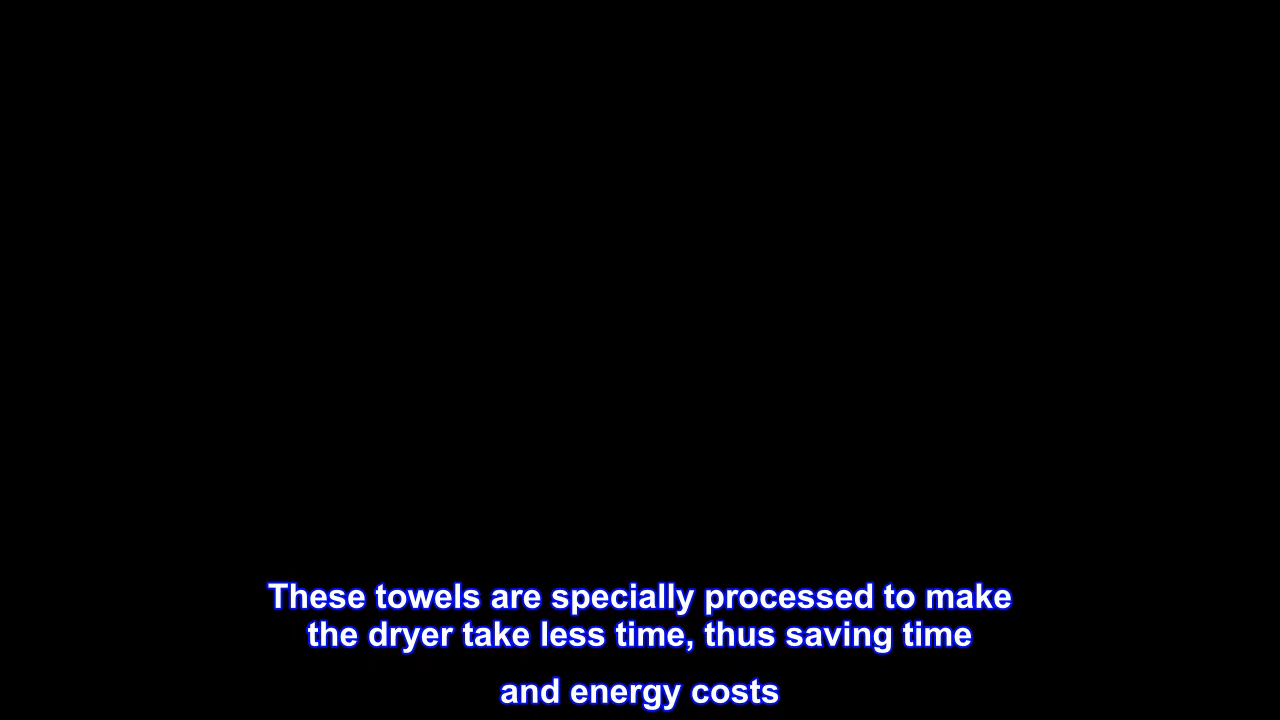 These towels are specially processed to make
the dryer take less time, thus saving time
and energy costs